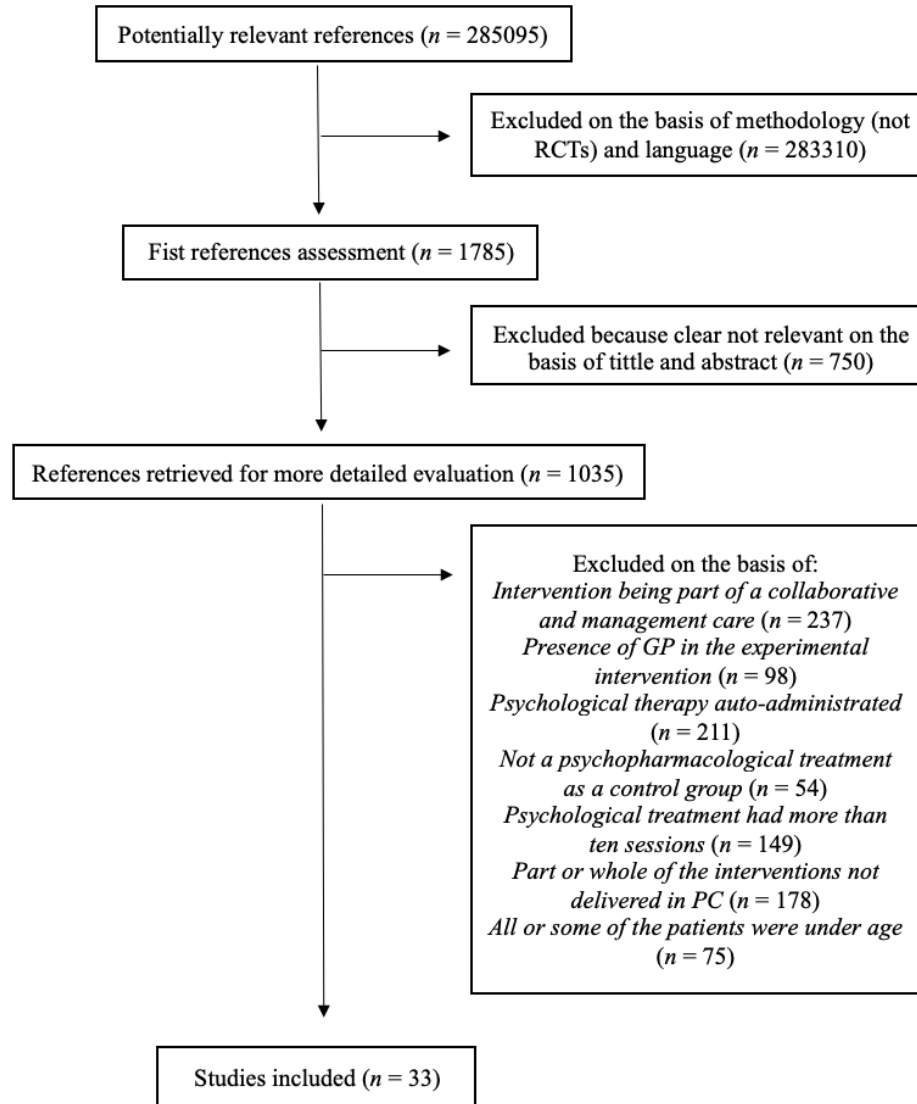 Potentially relevant references (n = 285095)
Excluded on the basis of methodology (not
RCTs) and language (n = 283310)
Fist references assessment (n = 1785)
Excluded because clear not relevant on the
basis of tittle and abstract (n = 750)
References retrieved for more detailed evaluation (n = 1035)
Excluded on the basis of:
Intervention being part of a collaborative
and management care (n = 237)
Presence of GP in the experimental
intervention (n = 98)
Psychological therapy auto-administrated
(n = 211)
Not a psychopharmacological treatment
as a control group (n = 54)
Psychological treatment had more than
ten sessions (n = 149)
Part or whole of the interventions not
delivered in PC (n = 178)
All or some of the patients were under age
(n = 75)
Studies included (n = 33)